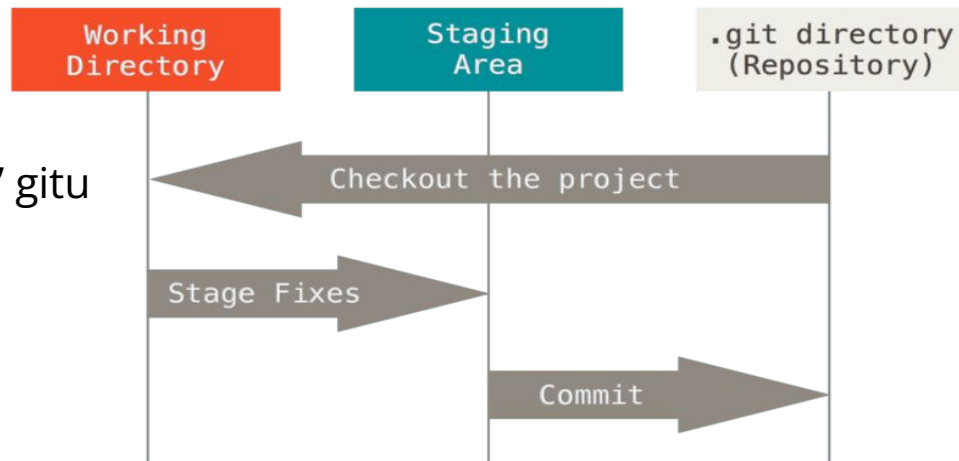 Working
Directory
Staging
Area
.git directory
(Repository)
gitu
Checkout the project
Stage Fixes
Commit